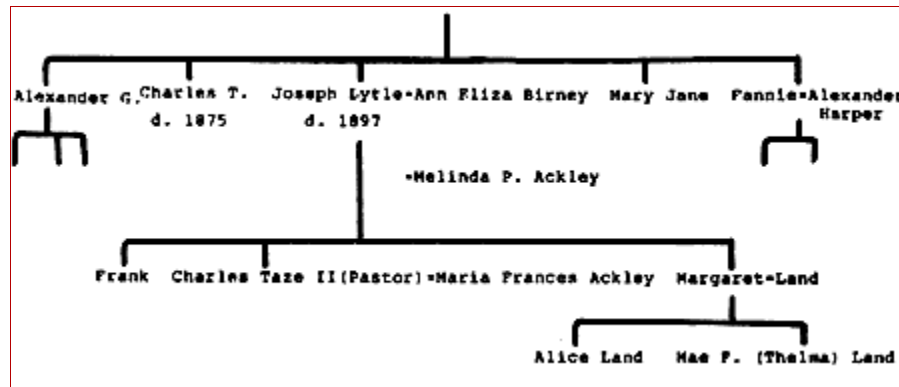 Alexander G. Charles T. Joseph Lytle=Ann Eliza Birney Mary Jane Fannie=Alexander
d. 1875 d. 1897 Harper
=Melinda P. Ackley
Frank Charles Taze II(Pastor)=Maria Frances Ackley Margaret=Land
Alice Land Mae F. (Thelma) Land